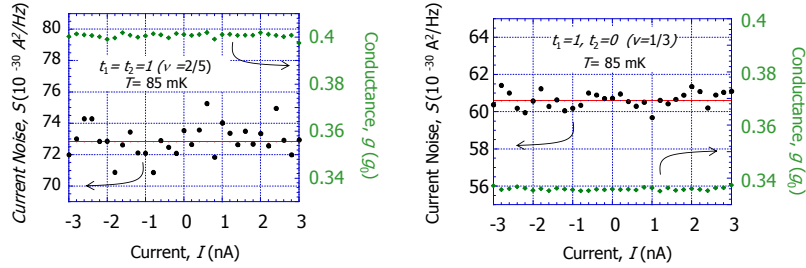 80
78
76
74
72
70
Current Noise, S (10 -30 A2/Hz)
t1= t2=1 (ν =2/5)
T= 85 mK
0.4
0.38
0.36
0.34
Conductance, g (g0)
-3 -2 -1 0 1 2 3
Current, I (nA)
64
62
60
58
56
Current Noise, S (10 -30 A2/Hz)
t1=1, t2=0 (ν=1/3)
T= 85 mK
0.4
0.38
0.36
0.34
Conductance, g (g0)
-3 -2 -1 0 1 2 3
Current, I (nA)